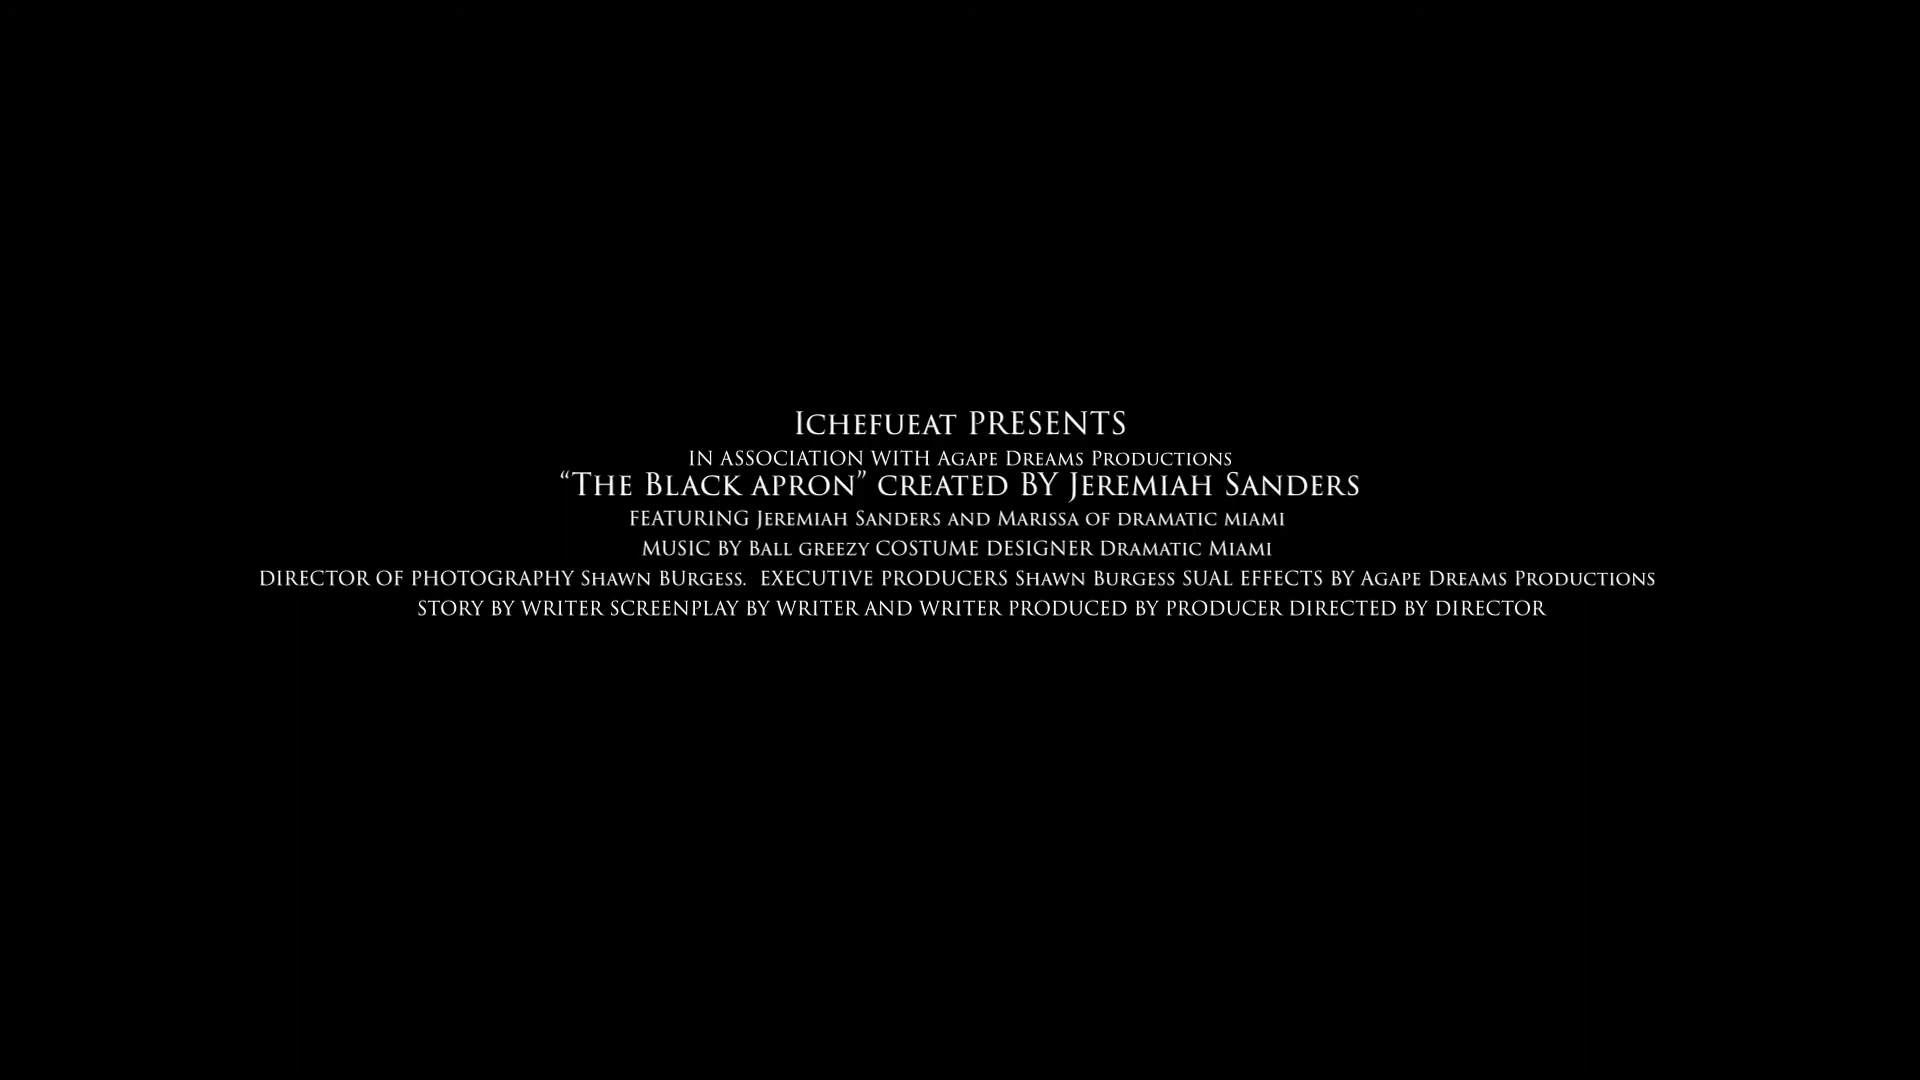 Ichefueat PRESENTS
IN ASSOCIATION WITH Agape Dreams Productions
“The Black apron” created BY Jeremiah Sanders
FEATURING Jeremiah Sanders and Marissa of dramatic miami
MUSIC BY Ball greezy COSTUME DESIGNER Dramatic Miami
DIRECTOR OF PHOTOGRAPHY Shawn BUrgess. EXECUTIVE PRODUCERS Shawn Burgess SUAL EFFECTS BY Agape Dreams Productions
STORY BY WRITER SCREENPLAY BY WRITER AND WRITER PRODUCED BY PRODUCER DIRECTED BY DIRECTOR